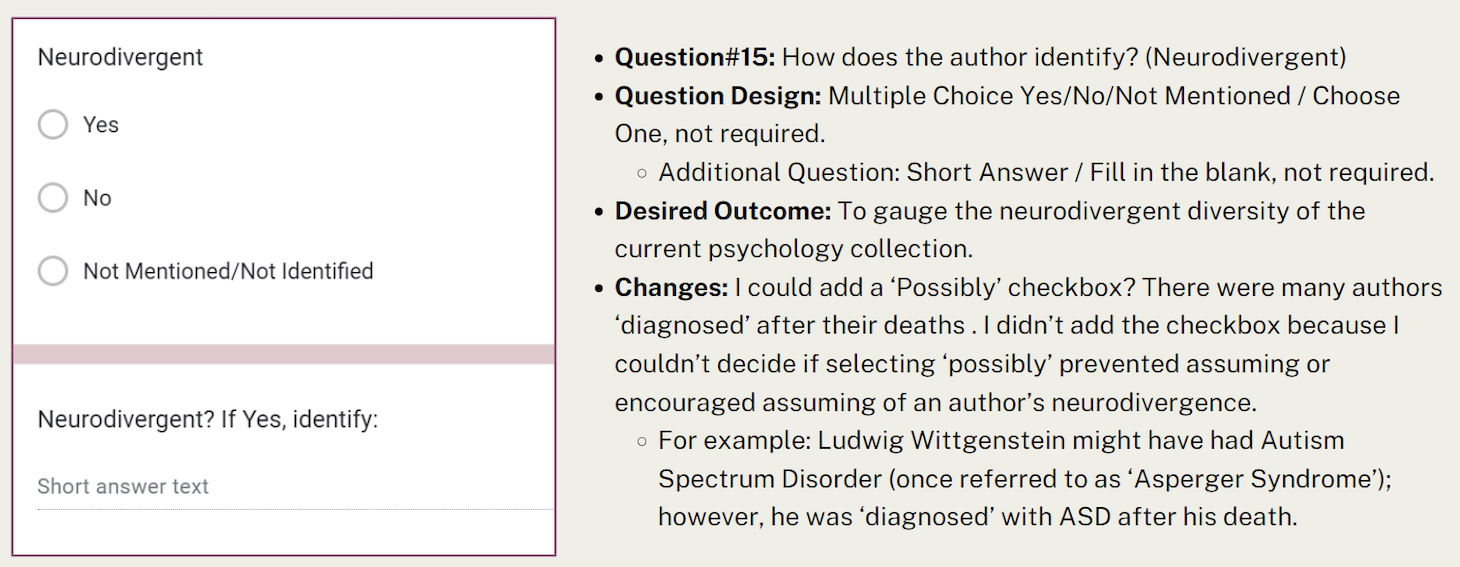 Neurodivergent
Yes
No
Not Mentioned/Not Identified
Neurodivergent? If Yes, identify:
Short answer text
• Question#15: How does the author identify? (Neurodivergent)
• Question Design: Multiple Choice Yes/No/Not Mentioned / Choose
One, not required.
○ Additional Question: Short Answer / Fill in the blank, not required.
• Desired Outcome: To gauge the neurodivergent diversity of the
current psychology collection.
• Changes: I could add a ‘Possibly’ checkbox? There were many authors
‘diagnosed’ after their deaths . I didn’t add the checkbox because I
couldn’t decide if selecting ‘possibly’ prevented assuming or
encouraged assuming of an author’s neurodivergence.
○ For example: Ludwig Wittgenstein might have had Autism
Spectrum Disorder (once referred to as ‘Asperger Syndrome’);
however, he was ‘diagnosed’ with ASD after his death.